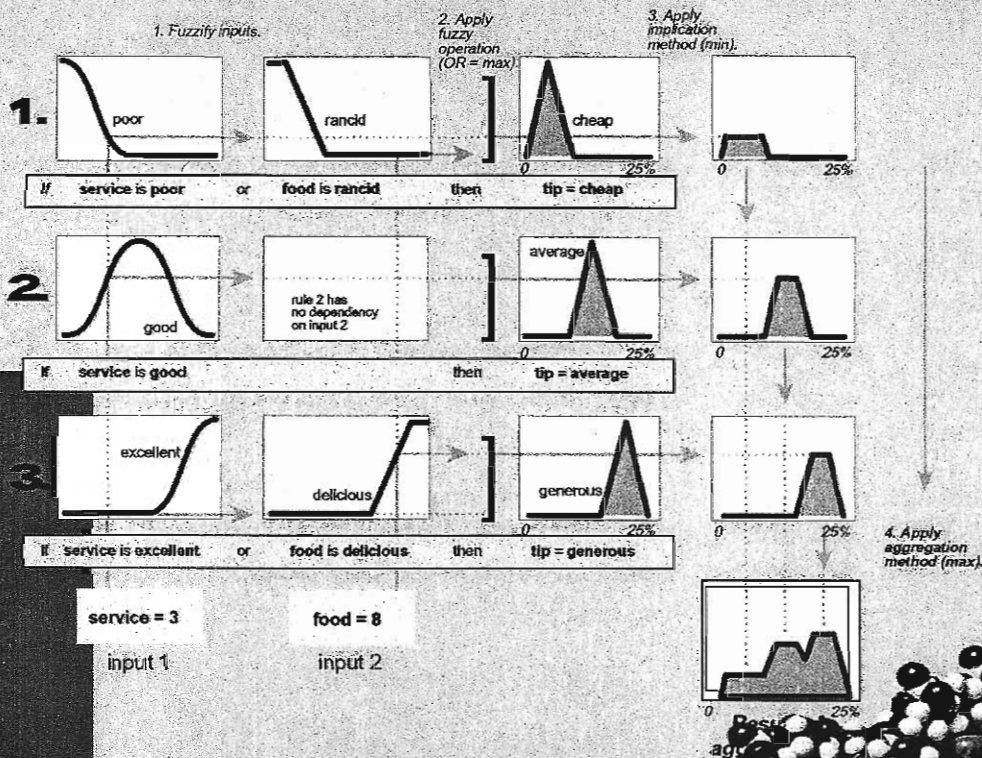 1. Fuzzify inputs.
2. Apply
fuzzy
operation
(OR = max).
3. Apply
implication
method (min).
1.
poor
rancid
cheap
0
25%
0
25%
If service is poor or food is rancid then tip = cheap
2.
good
rule 2 has
no dependency
on input 2
average
0
25%
0
25%
If service is good then tip = average
3.
excellent
delicious
generous
0
25%
0
25%
If service is excellent or food is delicious then tip = generous
4. Apply
aggregation
method (max).
service = 3
food = 8
input 1
input 2
0
25%